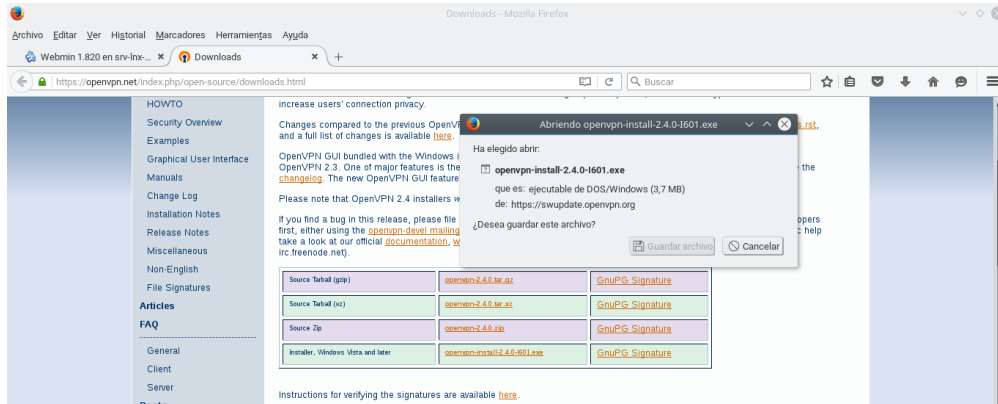 Downloads - Mozilla Firefox
Archivo Editar Ver Historial Marcadores Herramientas Ayuda
Webmin 1.820 en srv-lnx-... Downloads
https://openvpn.net/index.php/open-source/downloads.html
Buscar
HOWTO
Security Overview
Examples
Graphical User Interface
Manuals
Change Log
Installation Notes
Release Notes
Miscellaneous
Non-English
File Signatures
Articles
FAQ
General
Client
Server
increase users' connection privacy.
Changes compared to the previous OpenV
and a full list of changes is available here.
OpenVPN GUI bundled with the Windows i
OpenVPN 2.3. One of major features is the
changelog. The new OpenVPN GUI feature
Please note that OpenVPN 2.4 installers w
If you find a bug in this release, please file
first, either using the openvpn-devel mailing
take a look at our official documentation, w
irc.freenode.net).
s.rst,
the
opers
c help
Abriendo openvpn-install-2.4.0-I601.exe
Ha elegido abrir:
openvpn-install-2.4.0-I601.exe
que es: ejecutable de DOS/Windows (3,7 MB)
de: https://swupdate.openvpn.org
¿Desea guardar este archivo?
Guardar archivo Cancelar
Source Tarball (gzip) openvpn-2.4.0.tar.gz GnuPG Signature
Source Tarball (xz) openvpn-2.4.0.tar.xz GnuPG Signature
Source Zip openvpn-2.4.0.zip GnuPG Signature
Installer, Windows Vista and later openvpn-install-2.4.0-I601.exe GnuPG Signature
Instructions for verifying the signatures are available here.